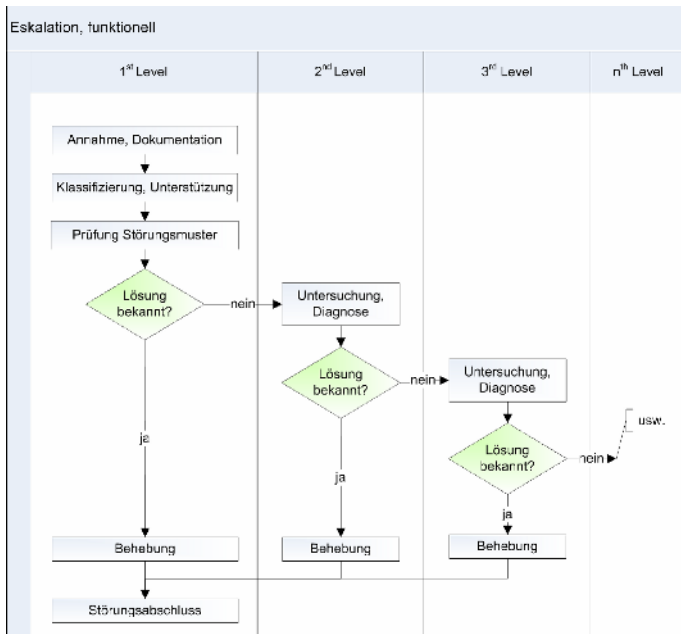 Eskalation, funktionell
1st Level
2nd Level
3rd Level
nth Level
Annahme, Dokumentation
Klassifizierung, Unterstützung
Prüfung Störungsmuster
Lösung
bekannt?
nein
Untersuchung,
Diagnose
Lösung
bekannt?
nein
Untersuchung,
Diagnose
Lösung
bekannt?
nein
usw.
ja
ja
ja
Behebung
Behebung
Behebung
Störungsabschluss